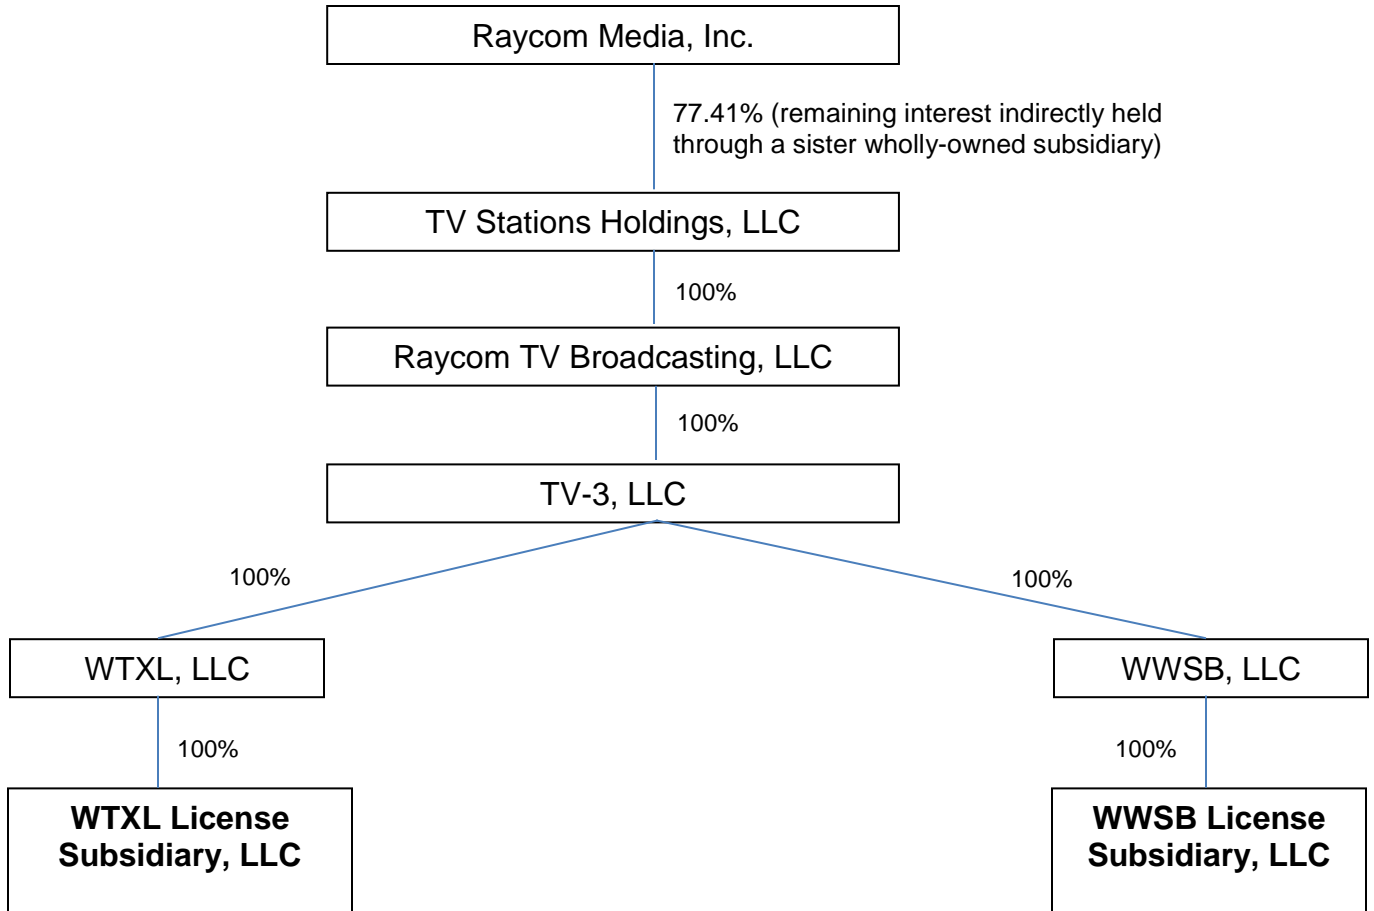 Raycom Media, Inc.
77.41% (remaining interest indirectly held
through a sister wholly-owned subsidiary)
TV Stations Holdings, LLC
100%
Raycom TV Broadcasting, LLC
100%
TV-3, LLC
100%
100%
WTXL, LLC
WWSB, LLC
100%
100%
WTXL License
Subsidiary, LLC
WWSB License
Subsidiary, LLC